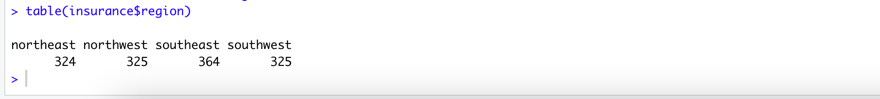 > table(insurance$region)
northeast northwest southeast southwest
324 325 364 325
>